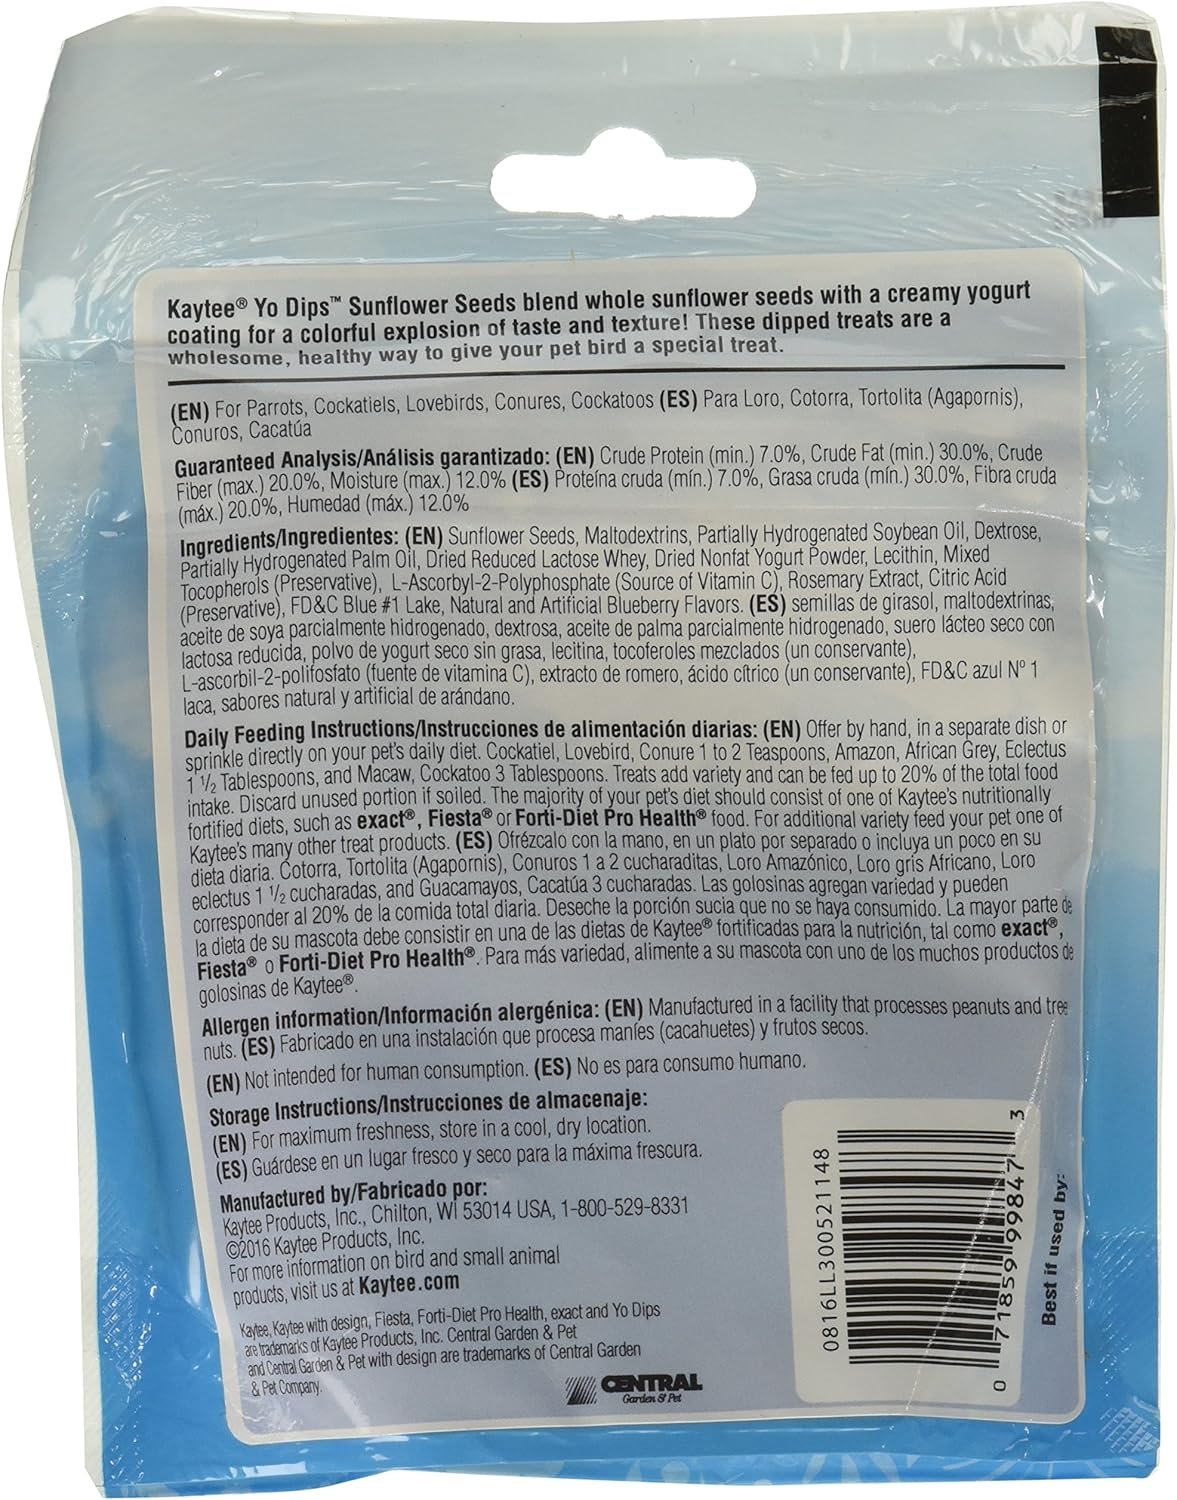 Kaytee® Yo Dips™ Sunflower Seeds blend whole sunflower seeds with a creamy yogurt
coating for a colorful explosion of taste and texture! These dipped treats are a
wholesome, healthy way to give your pet bird a special treat.
(EN) For Parrots, Cockatiels, Lovebirds, Conures, Cockatoos (ES) Para Loro, Cotorra, Tortolita (Agapornis),
Conuros, Cacatúa
Guaranteed Analysis/Análisis garantizado: (EN) Crude Protein (min.) 7.0%, Crude Fat (min.) 30.0%, Crude
Fiber (max.) 20.0%, Moisture (max.) 12.0% (ES) Proteína cruda (mín.) 7.0%, Grasa cruda (mín.) 30.0%, Fibra cruda
(máx.) 20.0%, Humedad (máx.) 12.0%
Ingredients/Ingredientes: (EN) Sunflower Seeds, Maltodextrins, Partially Hydrogenated Soybean Oil, Dextrose,
Partially Hydrogenated Palm Oil, Dried Reduced Lactose Whey, Dried Nonfat Yogurt Powder, Lecithin, Mixed
Tocopherols (Preservative), L-Ascorbyl-2-Polyphosphate (Source of Vitamin C), Rosemary Extract, Citric Acid
(Preservative), FD&C Blue #1 Lake, Natural and Artificial Blueberry Flavors. (ES) semillas de girasol, maltodextrinas,
aceite de soya parcialmente hidrogenado, dextrosa, aceite de palma parcialmente hidrogenado, suero lácteo seco con
lactosa reducida, polvo de yogurt seco sin grasa, lecitina, tocoferoles mezclados (un conservante),
L-ascorbil-2-polifosfato (fuente de vitamina C), extracto de romero, ácido cítrico (un conservante), FD&C azul N° 1
laca, sabores natural y artificial de arándano.
Daily Feeding Instructions/Instrucciones de alimentación diarias: (EN) Offer by hand, in a separate dish or
sprinkle directly on your pet's daily diet. Cockatiel, Lovebird, Conure 1 to 2 Teaspoons, Amazon, African Grey, Eclectus
1 1/2 Tablespoons, and Macaw, Cockatoo 3 Tablespoons. Treats add variety and can be fed up to 20% of the total food
intake. Discard unused portion if soiled. The majority of your pet's diet should consist of one of Kaytee's nutritionally
fortified diets, such as exact®, Fiesta® or Forti-Diet Pro Health® food. For additional variety feed your pet one of
Kaytee's many other treat products. (ES) Ofrézcalo con la mano, en un plato por separado o incluya un poco en su
dieta diaria. Cotorra, Tortolita (Agapornis), Conuros 1 a 2 cucharaditas, Loro Amazónico, Loro gris Africano, Loro
eclectus 1 1/2 cucharadas, and Guacamayos, Cacatúa 3 cucharadas. Las golosinas agregan variedad y pueden
corresponder al 20% de la comida total diaria. Deseche la porción sucia que no se haya consumido. La mayor parte de
la dieta de su mascota debe consistir en una de las dietas de Kaytee® fortificadas para la nutrición, tal como exact®,
Fiesta® o Forti-Diet Pro Health®. Para más variedad, alimente a su mascota con uno de los muchos productos de
golosinas de Kaytee®.
Allergen information/Información alergénica: (EN) Manufactured in a facility that processes peanuts and tree
nuts. (ES) Fabricado en una instalación que procesa maníes (cacahuetes) y frutos secos.
(EN) Not intended for human consumption. (ES) No es para consumo humano.
Storage Instructions/Instrucciones de almacenaje:
(EN) For maximum freshness, store in a cool, dry location.
(ES) Guárdese en un lugar fresco y seco para la máxima frescura.
Manufactured by/Fabricado por:
Kaytee Products, Inc., Chilton, WI 53014 USA, 1-800-529-8331
©2016 Kaytee Products, Inc.
For more information on bird and small animal
products, visit us at Kaytee.com
Kaytee, Kaytee with design, Fiesta, Forti-Diet Pro Health, exact and Yo Dips
are trademarks of Kaytee Products, Inc. Central Garden & Pet
and Central Garden & Pet with design are trademarks of Central Garden
& Pet Company.
CENTRAL
Garden & Pet
0816LL300521148
0 71859 99847 3
Best if used by: